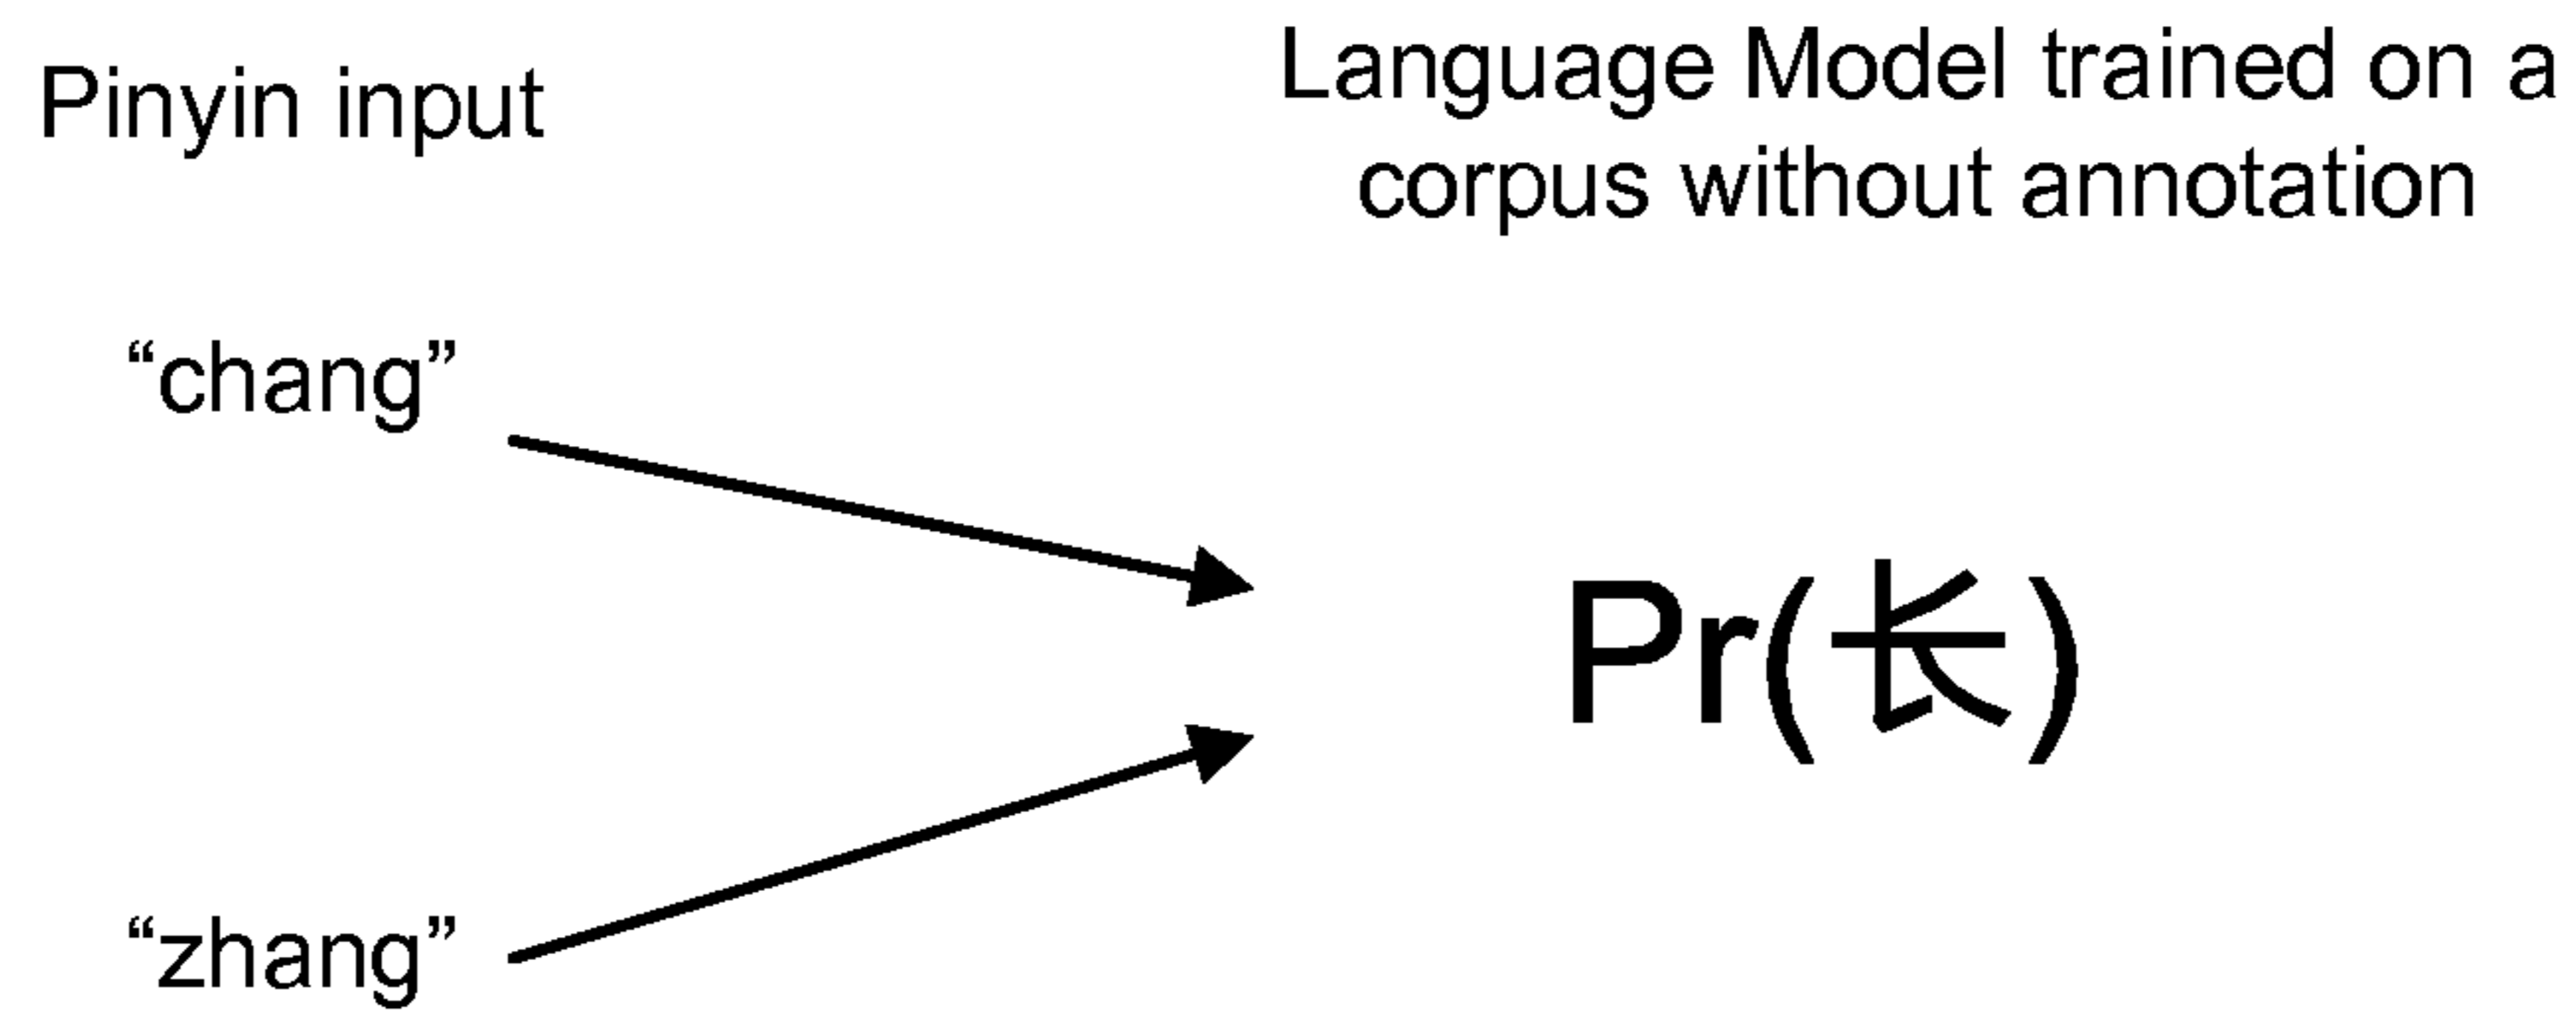 Pinyin input
Language Model trained on a
corpus without annotation
“chang”
Pr(长)
“zhang”